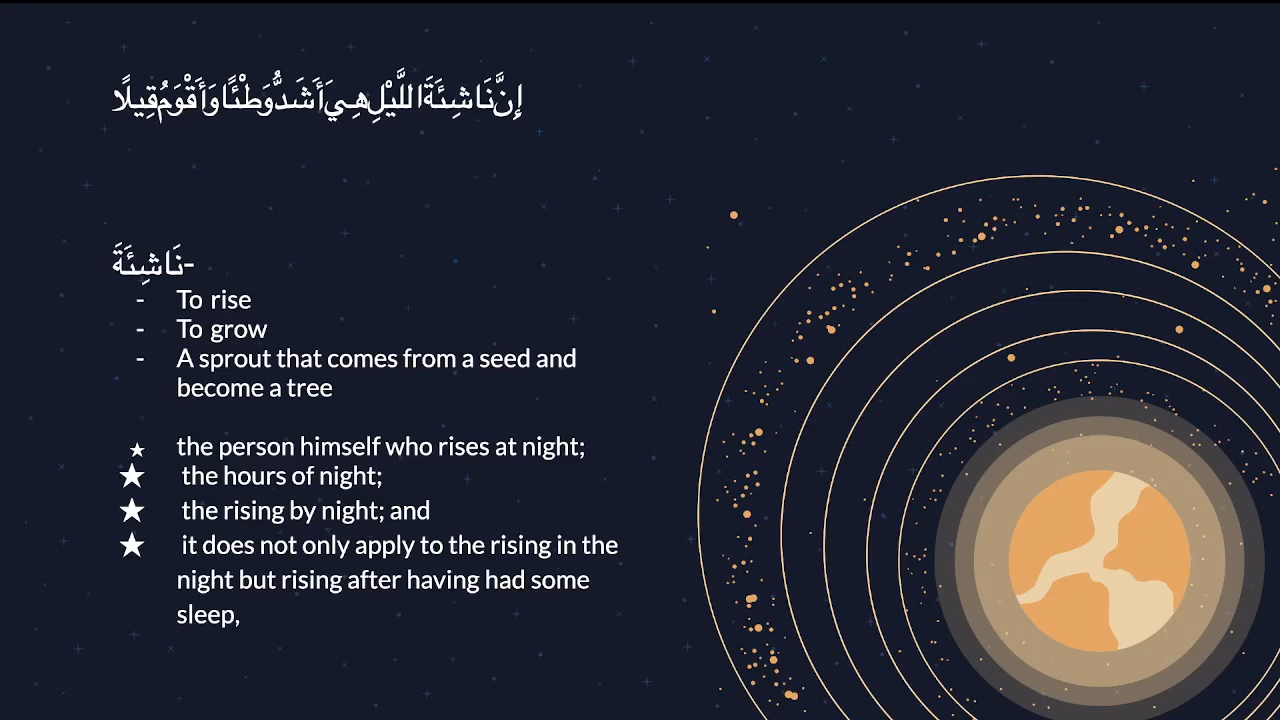 إِنَّ نَاشِئَةَ اللَّيْلِ هِيَ أَشَدُّ وَطْئًا وَأَقْوَمُ قِيلًا
نَاشِئَةَ-
- To rise
- To grow
- A sprout that comes from a seed and
become a tree
★ the person himself who rises at night;
★ the hours of night;
★ the rising by night; and
★ it does not only apply to the rising in the
night but rising after having had some
sleep,